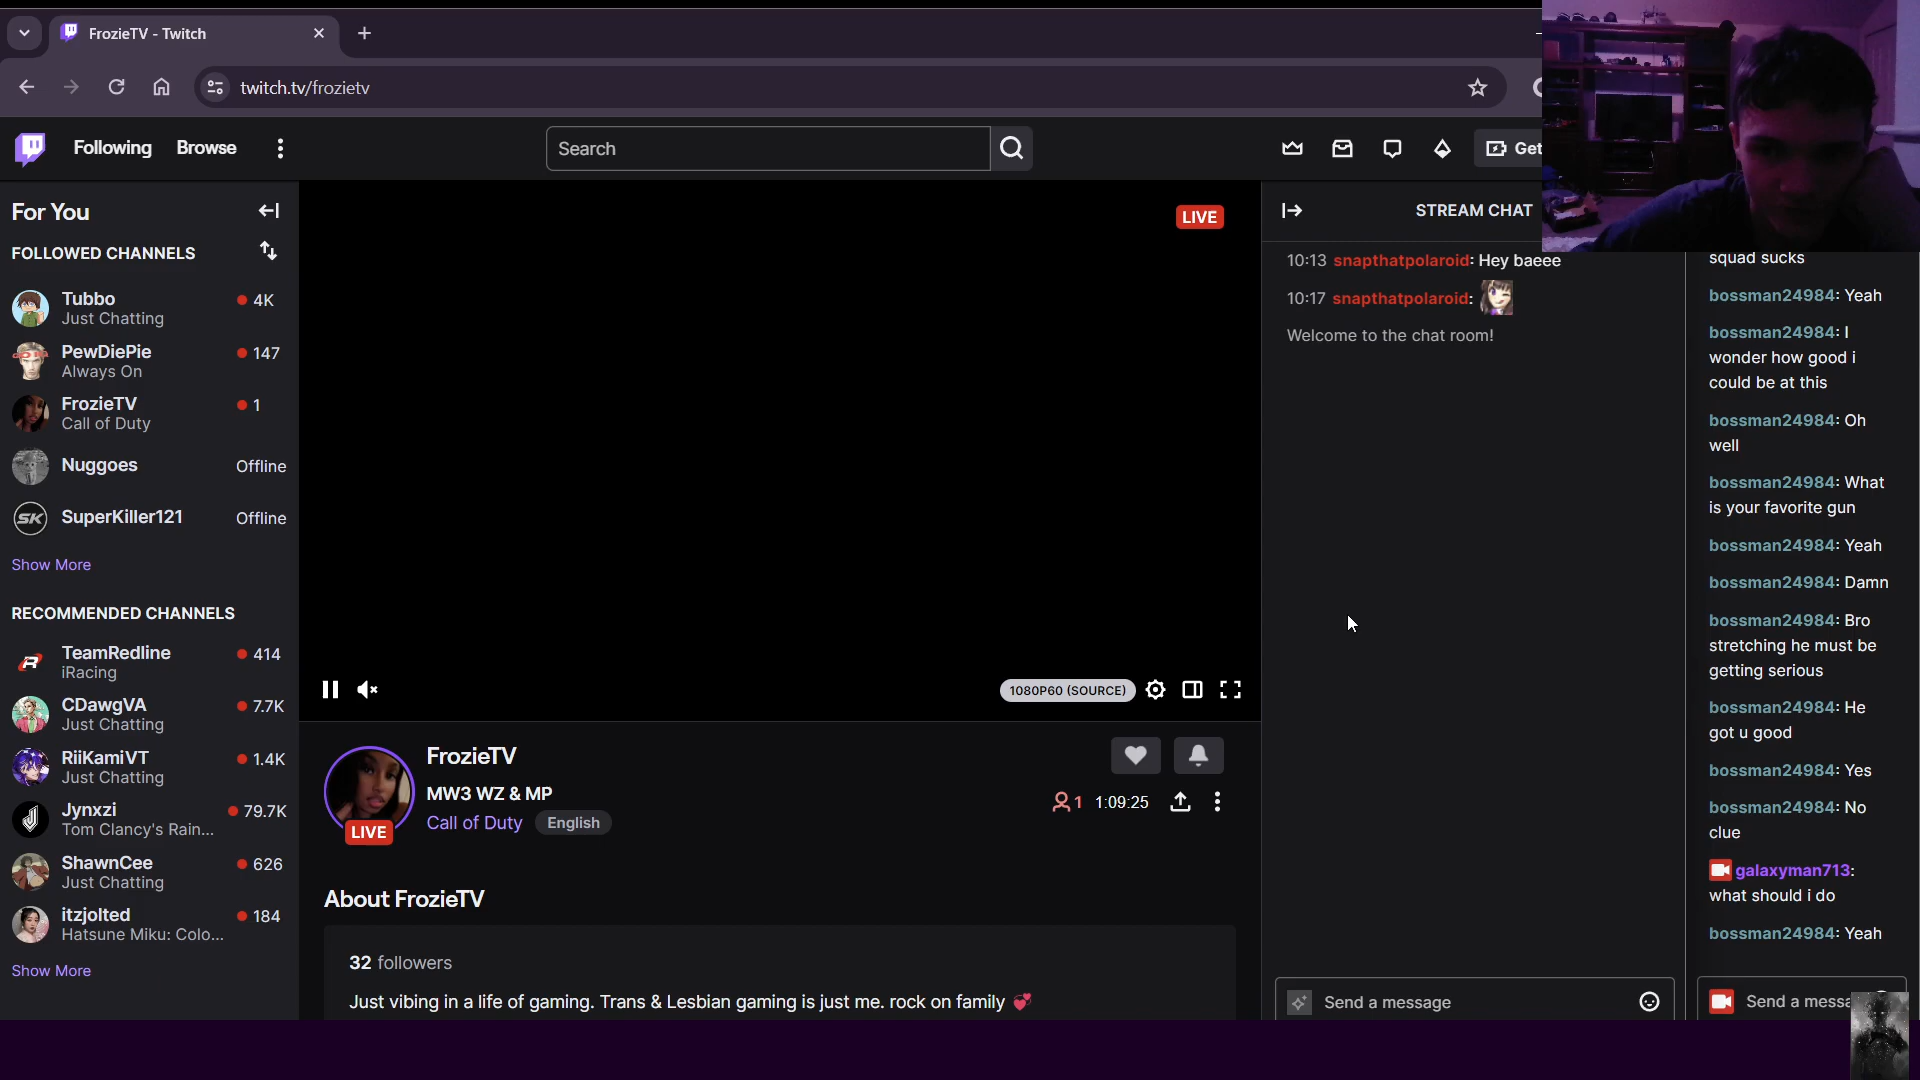 FrozieTV - Twitch
twitch.tv/frozietv
Following
Browse
Search
Get
For You
FOLLOWED CHANNELS
Tubbo
4K
Just Chatting
PewDiePie
147
Always On
FrozieTV
1
Call of Duty
Nuggoes
Offline
SK
SuperKiller121
Offline
Show More
RECOMMENDED CHANNELS
TeamRedline
414
iRacing
CDawgVA
7.7K
Just Chatting
RiiKamiVT
1.4K
Just Chatting
Jynxzi
79.7K
Tom Clancy's Rain...
ShawnCee
626
Just Chatting
itzjolted
184
Hatsune Miku: Colo...
Show More
LIVE
1080P60 (SOURCE)
FrozieTV
MW3 WZ & MP
Call of Duty
English
LIVE
1
1:09:25
About FrozieTV
32 followers
Just vibing in a life of gaming. Trans & Lesbian gaming is just me. rock on family 💞
STREAM CHAT
10:13 snapthatpolaroid: Hey baeee
10:17 snapthatpolaroid:
Welcome to the chat room!
Send a message
squad sucks
bossman24984: Yeah
bossman24984: I
wonder how good i
could be at this
bossman24984: Oh
well
bossman24984: What
is your favorite gun
bossman24984: Yeah
bossman24984: Damn
bossman24984: Bro
stretching he must be
getting serious
bossman24984: He
got u good
bossman24984: Yes
bossman24984: No
clue
galaxyman713:
what should i do
bossman24984: Yeah
Send a messa